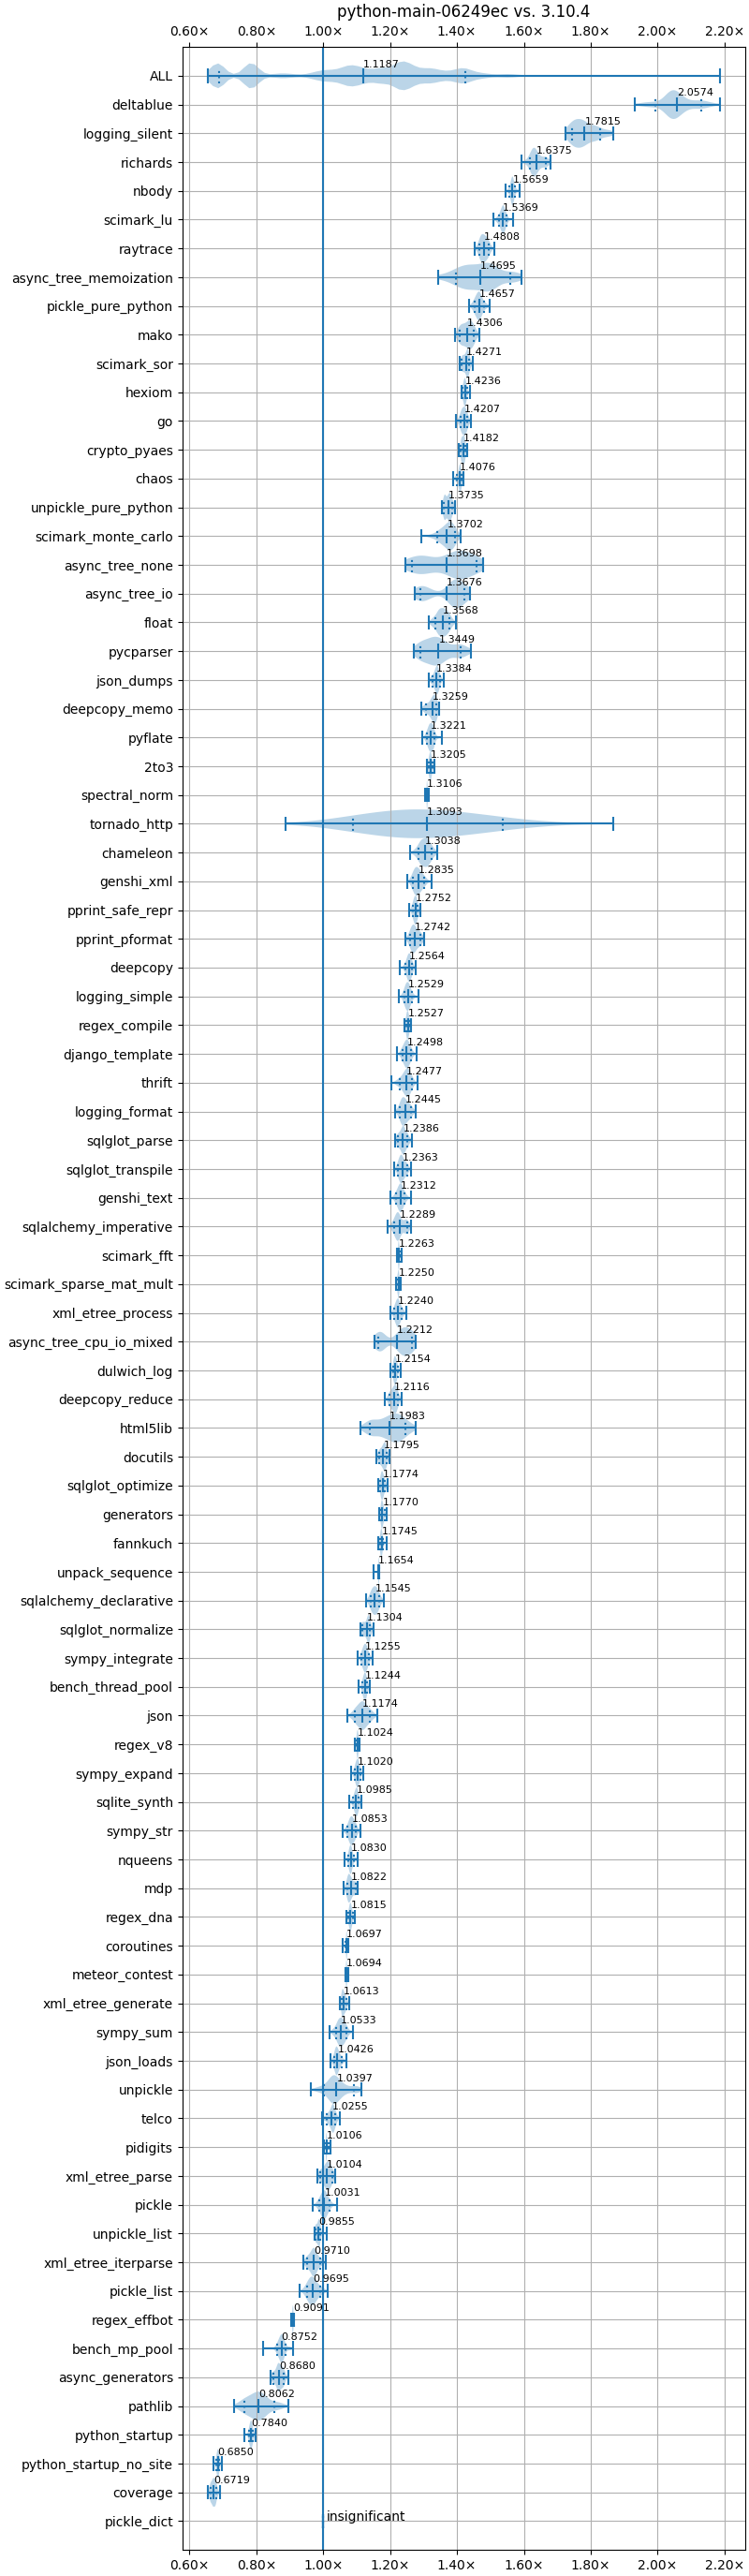 python-main-06249ec vs. 3.10.4
0.60× 0.80× 1.00× 1.20× 1.40× 1.60× 1.80× 2.00× 2.20×
ALL 1.1187
deltablue 2.0574
logging_silent 1.7815
richards 1.6375
nbody 1.5659
scimark_lu 1.5369
raytrace 1.4808
async_tree_memoization 1.4695
pickle_pure_python 1.4657
mako 1.4306
scimark_sor 1.4271
hexiom 1.4236
go 1.4207
crypto_pyaes 1.4182
chaos 1.4076
unpickle_pure_python 1.3735
scimark_monte_carlo 1.3702
async_tree_none 1.3698
async_tree_io 1.3676
float 1.3568
pycparser 1.3449
json_dumps 1.3384
deepcopy_memo 1.3259
pyflate 1.3221
2to3 1.3205
spectral_norm 1.3106
tornado_http 1.3093
chameleon 1.3038
genshi_xml 1.2835
pprint_safe_repr 1.2752
pprint_pformat 1.2742
deepcopy 1.2564
logging_simple 1.2529
regex_compile 1.2527
django_template 1.2498
thrift 1.2477
logging_format 1.2445
sqlglot_parse 1.2386
sqlglot_transpile 1.2363
genshi_text 1.2312
sqlalchemy_imperative 1.2289
scimark_fft 1.2263
scimark_sparse_mat_mult 1.2250
xml_etree_process 1.2240
async_tree_cpu_io_mixed 1.2212
dulwich_log 1.2154
deepcopy_reduce 1.2116
html5lib 1.1983
docutils 1.1795
sqlglot_optimize 1.1774
generators 1.1770
fannkuch 1.1745
unpack_sequence 1.1654
sqlalchemy_declarative 1.1545
sqlglot_normalize 1.1304
sympy_integrate 1.1255
bench_thread_pool 1.1244
json 1.1174
regex_v8 1.1024
sympy_expand 1.1020
sqlite_synth 1.0985
sympy_str 1.0853
nqueens 1.0830
mdp 1.0822
regex_dna 1.0815
coroutines 1.0697
meteor_contest 1.0694
xml_etree_generate 1.0613
sympy_sum 1.0533
json_loads 1.0426
unpickle 1.0397
telco 1.0255
pidigits 1.0106
xml_etree_parse 1.0104
pickle 1.0031
unpickle_list 0.9855
xml_etree_iterparse 0.9710
pickle_list 0.9695
regex_effbot 0.9091
bench_mp_pool 0.8752
async_generators 0.8680
pathlib 0.8062
python_startup 0.7840
python_startup_no_site 0.6850
coverage 0.6719
pickle_dict insignificant
0.60× 0.80× 1.00× 1.20× 1.40× 1.60× 1.80× 2.00× 2.20×